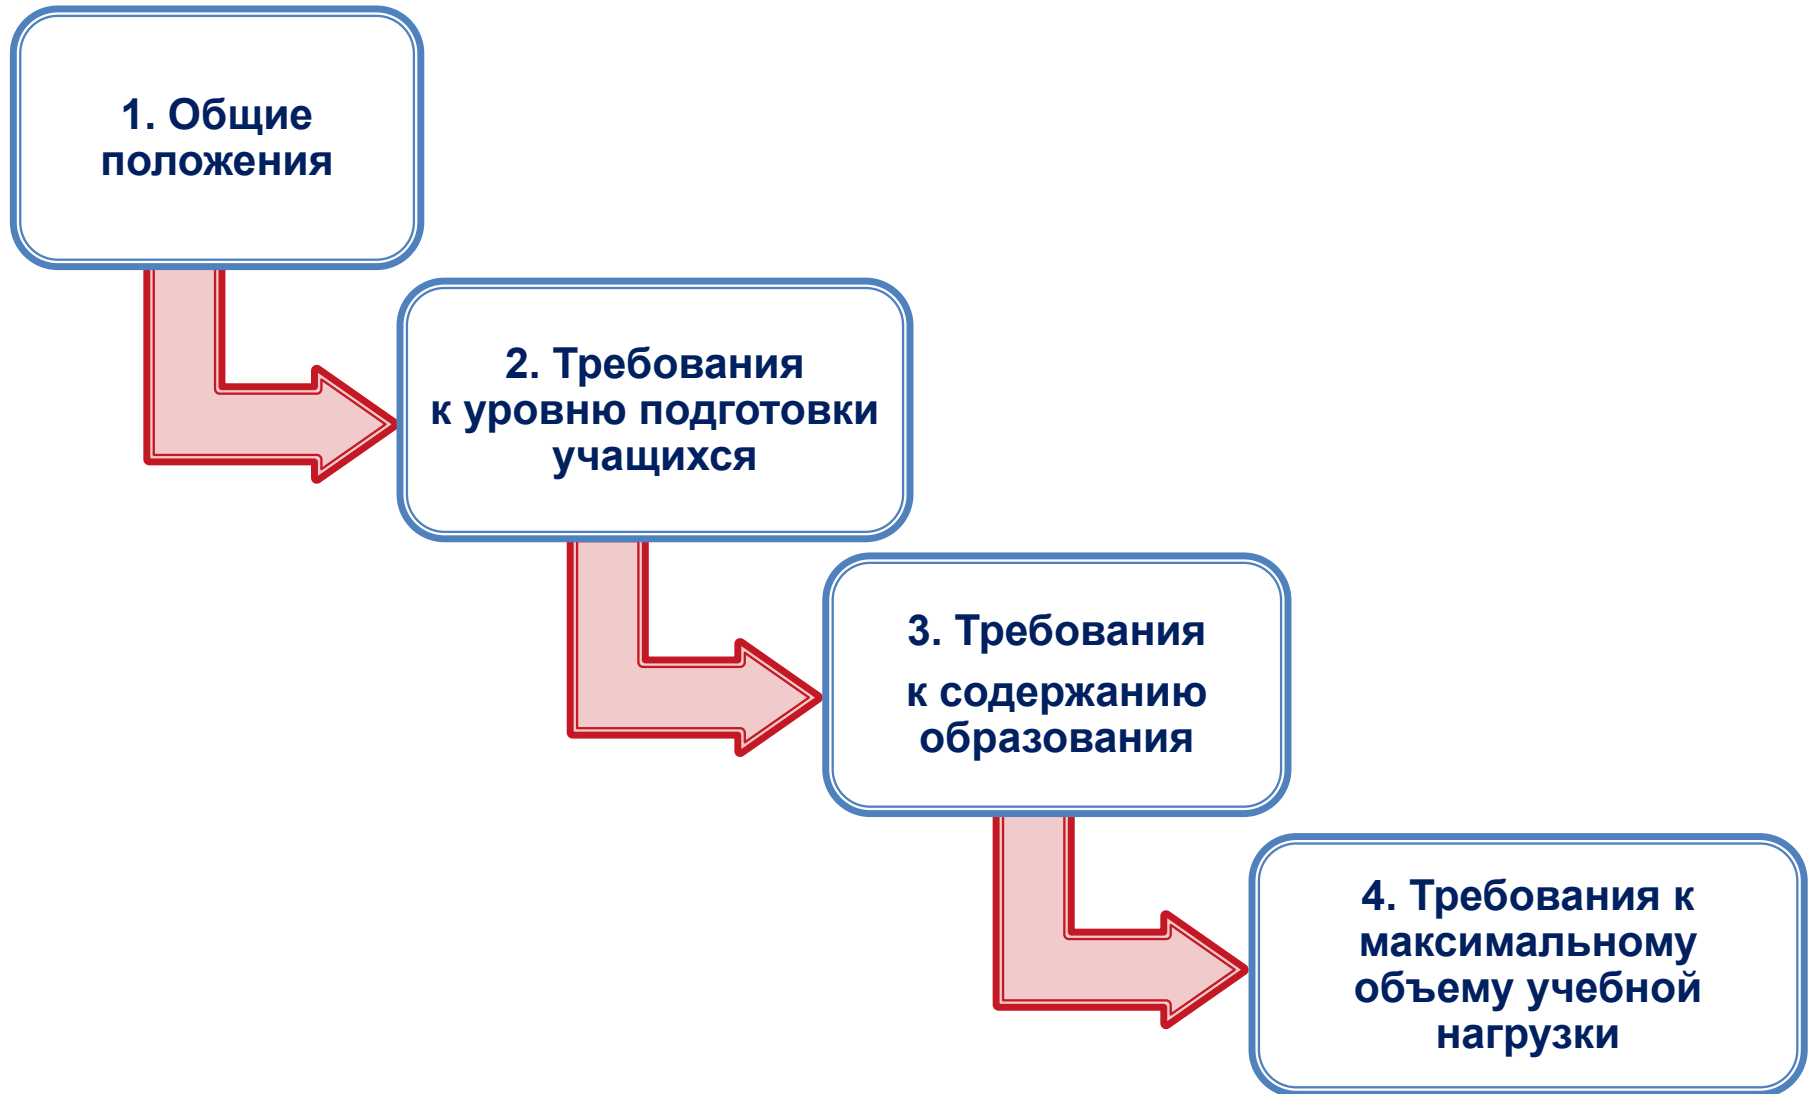 1. Общие
положения
2. Требования
к уровню подготовки
учащихся
3. Требования
к содержанию
образования
4. Требования к
максимальному
объему учебной
нагрузки